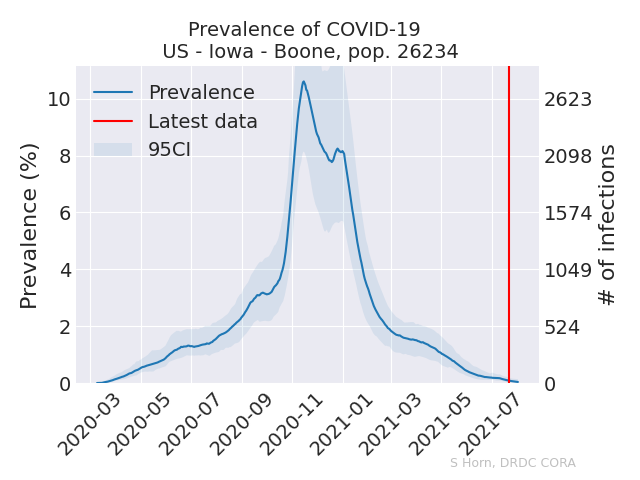 Prevalence of COVID-19
US - Iowa - Boone, pop. 26234
Prevalence
Latest data
95CI
Prevalence (%)
10
8
6
4
2
0
2623
2098
1574
1049
524
0
# of infections
2020-03
2020-05
2020-07
2020-09
2020-11
2021-01
2021-03
2021-05
2021-07
S Horn, DRDC CORA